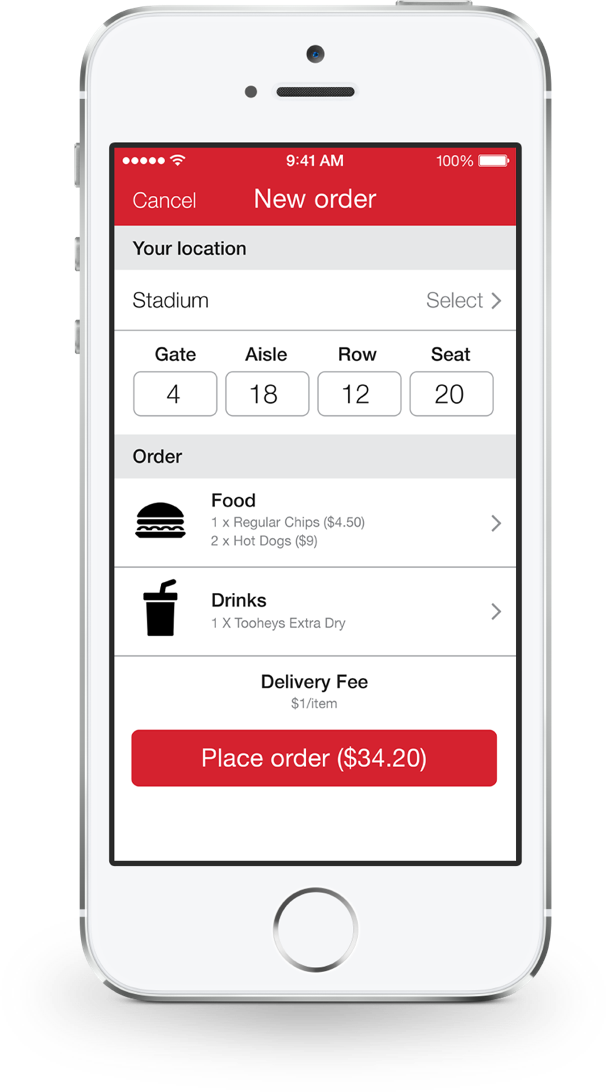 9:41 AM 100%
Cancel New order
Your location
Stadium Select
Gate Aisle Row Seat
4 18 12 20
Order
Food
1 x Regular Chips ($4.50)
2 x Hot Dogs ($9)
Drinks
1 X Tooheys Extra Dry
Delivery Fee
$1/item
Place order ($34.20)